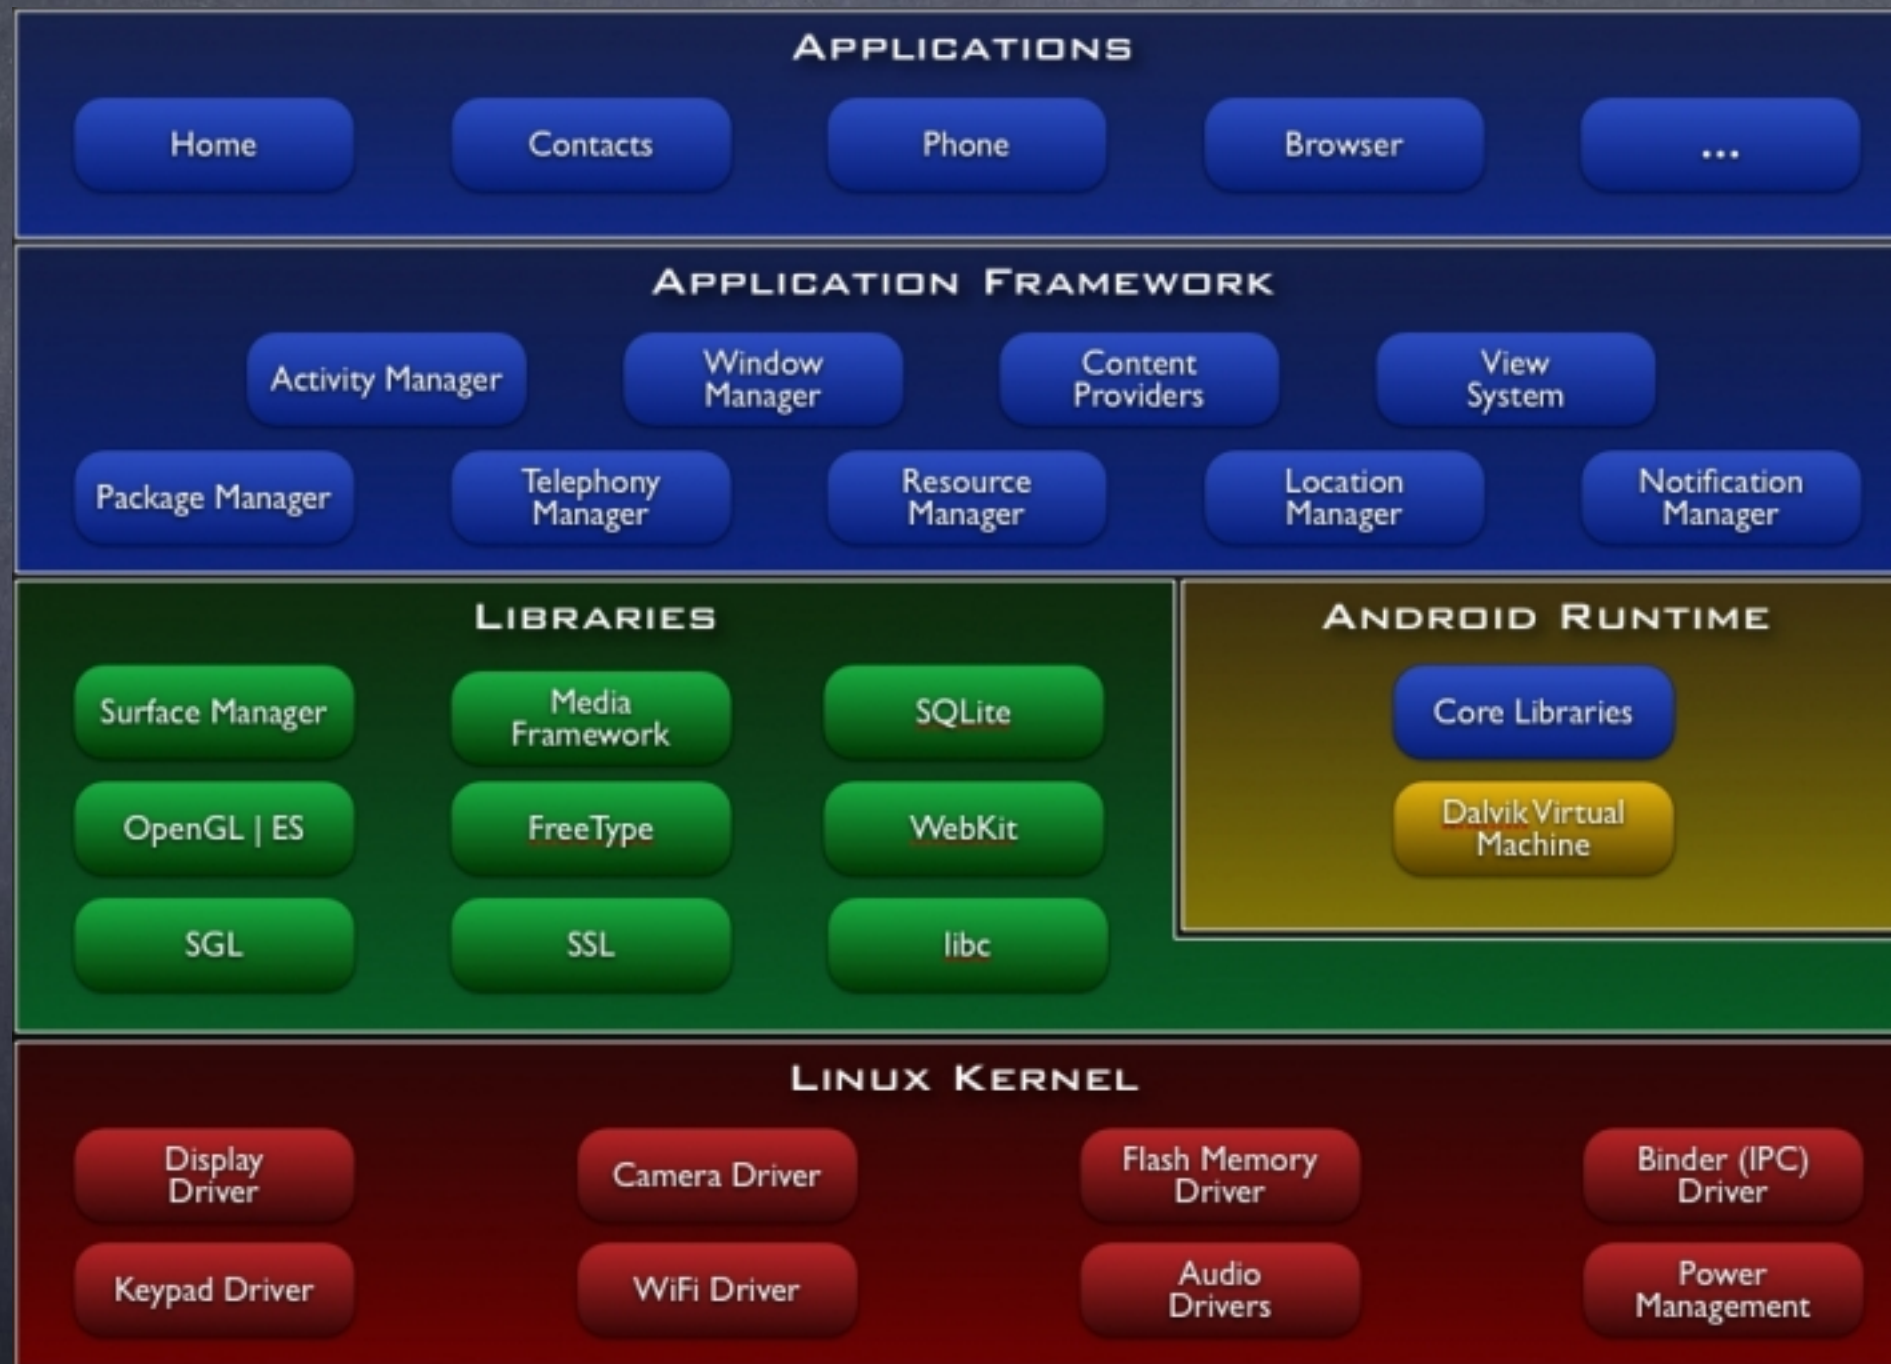 APPLICATIONS
Home
Contacts
Phone
Browser
...
APPLICATION FRAMEWORK
Activity Manager
Window
Manager
Content
Providers
View
System
Package Manager
Telephony
Manager
Resource
Manager
Location
Manager
Notification
Manager
LIBRARIES
Surface Manager
Media
Framework
SQLite
OpenGL | ES
FreeType
WebKit
SGL
SSL
libc
ANDROID RUNTIME
Core Libraries
Dalvik Virtual
Machine
LINUX KERNEL
Display
Driver
Camera Driver
Flash Memory
Driver
Binder (IPC)
Driver
Keypad Driver
WiFi Driver
Audio
Drivers
Power
Management